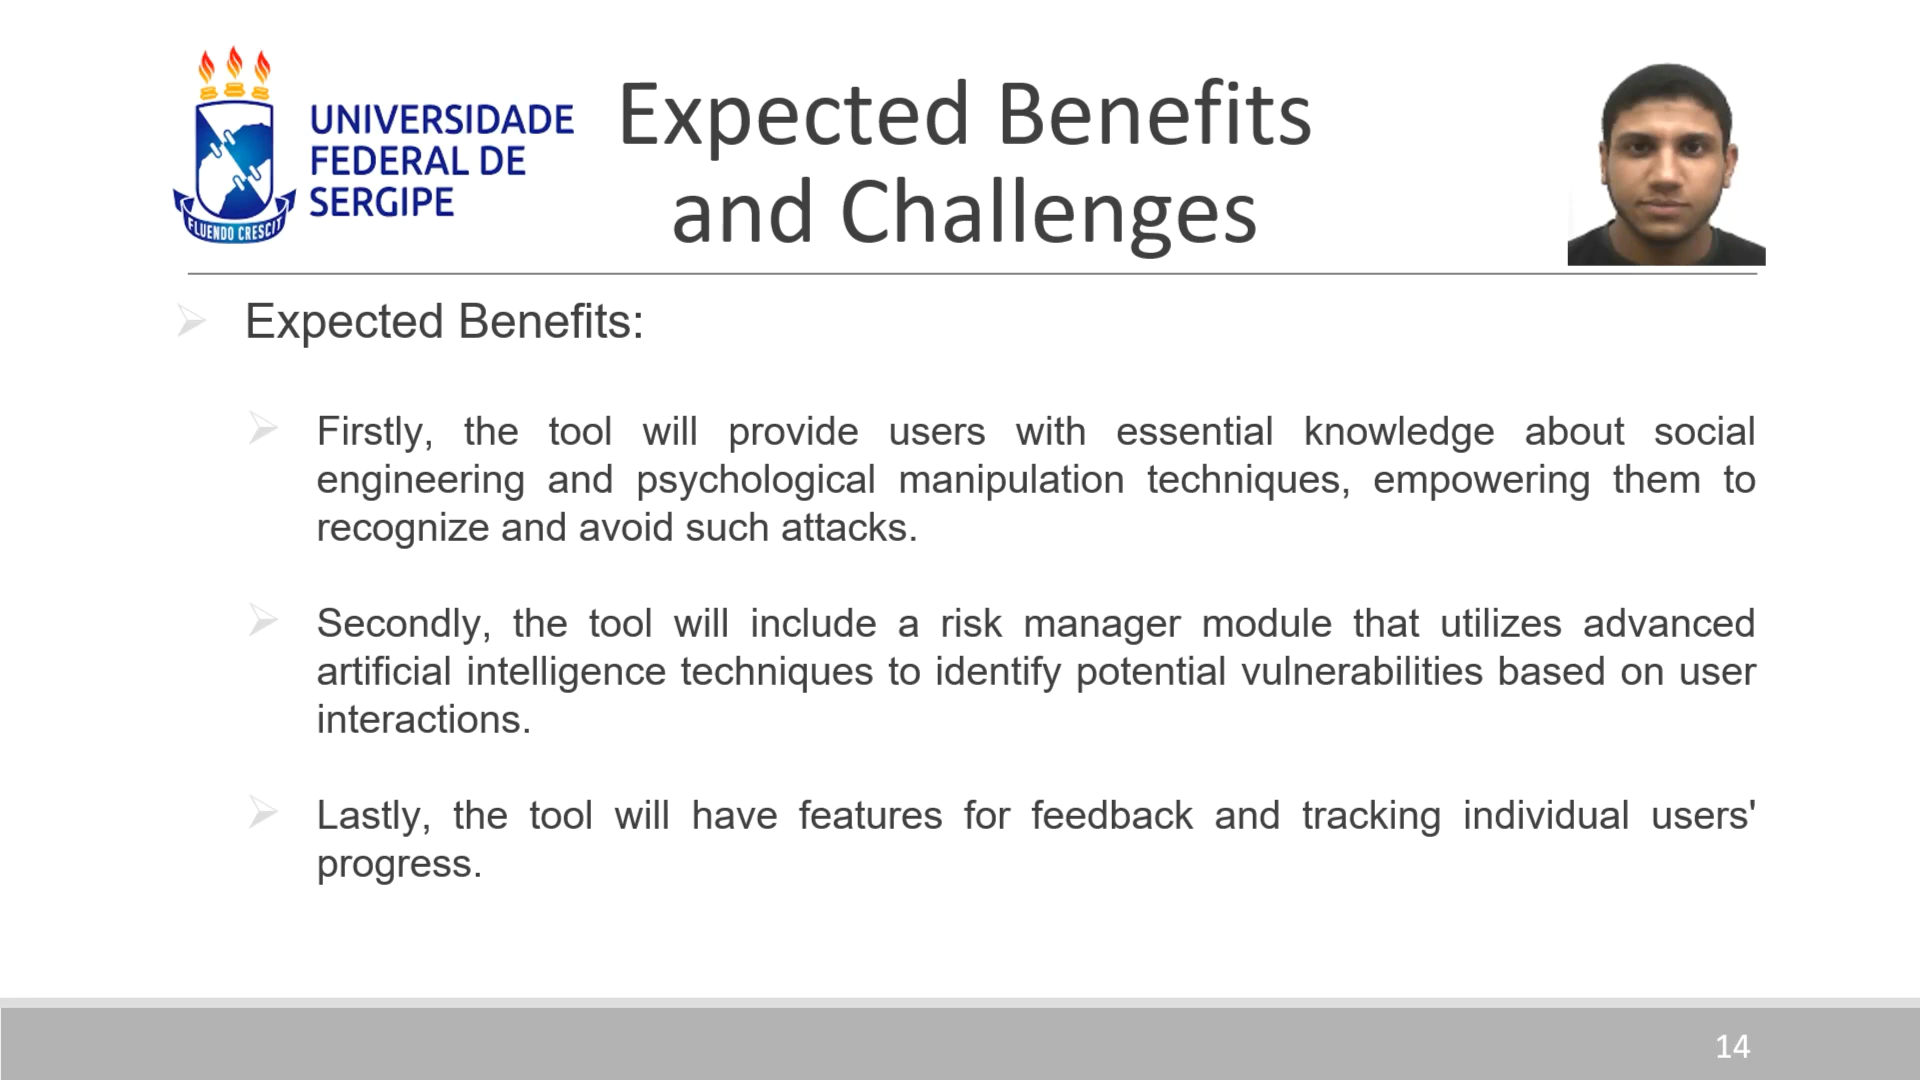 UNIVERSIDADE
FEDERAL DE
SERGIPE
FLUENDO CRESCIT
Expected Benefits
and Challenges
Expected Benefits:
Firstly, the tool will provide users with essential knowledge about social
engineering and psychological manipulation techniques, empowering them to
recognize and avoid such attacks.
Secondly, the tool will include a risk manager module that utilizes advanced
artificial intelligence techniques to identify potential vulnerabilities based on user
interactions.
Lastly, the tool will have features for feedback and tracking individual users'
progress.
14